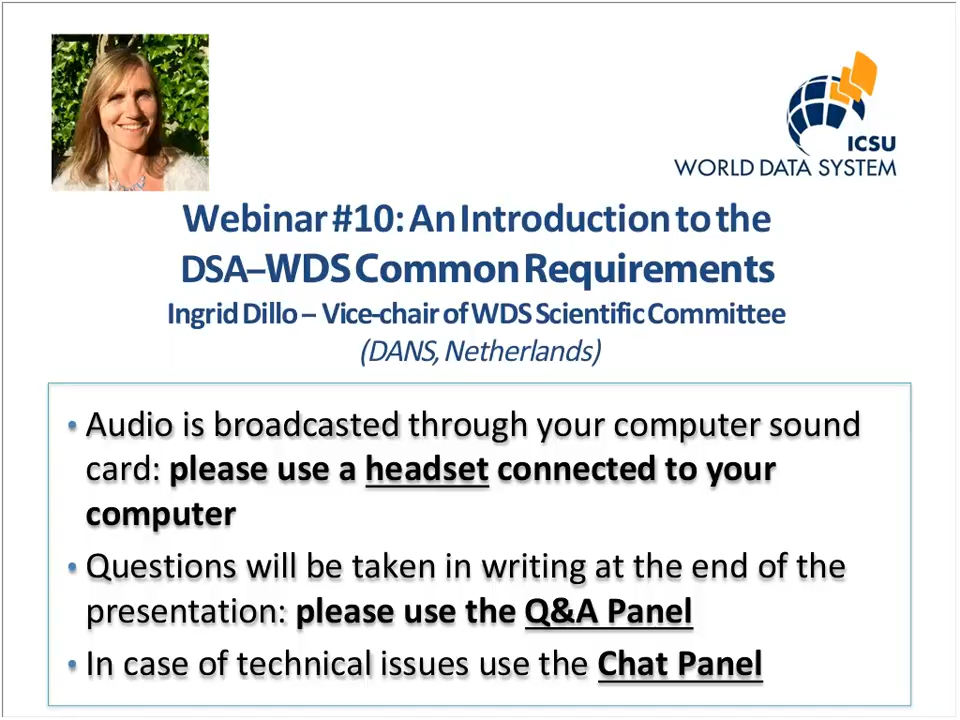 ICSU
WORLD DATA SYSTEM
Webinar #10: An Introduction to the
DSA–WDS Common Requirements
Ingrid Dillo – Vice-chair of WDS Scientific Committee
(DANS, Netherlands)
• Audio is broadcasted through your computer sound
card: please use a headset connected to your
computer
• Questions will be taken in writing at the end of the
presentation: please use the Q&A Panel
• In case of technical issues use the Chat Panel